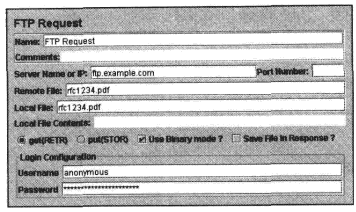 FTP Request
Name: FTP Request
Comments:
Server Name or IP: ftp.example.com Port Number:
Remote File: rfc1234.pdf
Local File: rfc1234.pdf
Local File Contents:
get(RETR) put(STOR) Use Binary mode ? Save File in Response ?
Login Configuration
Username anonymous
Password **********************